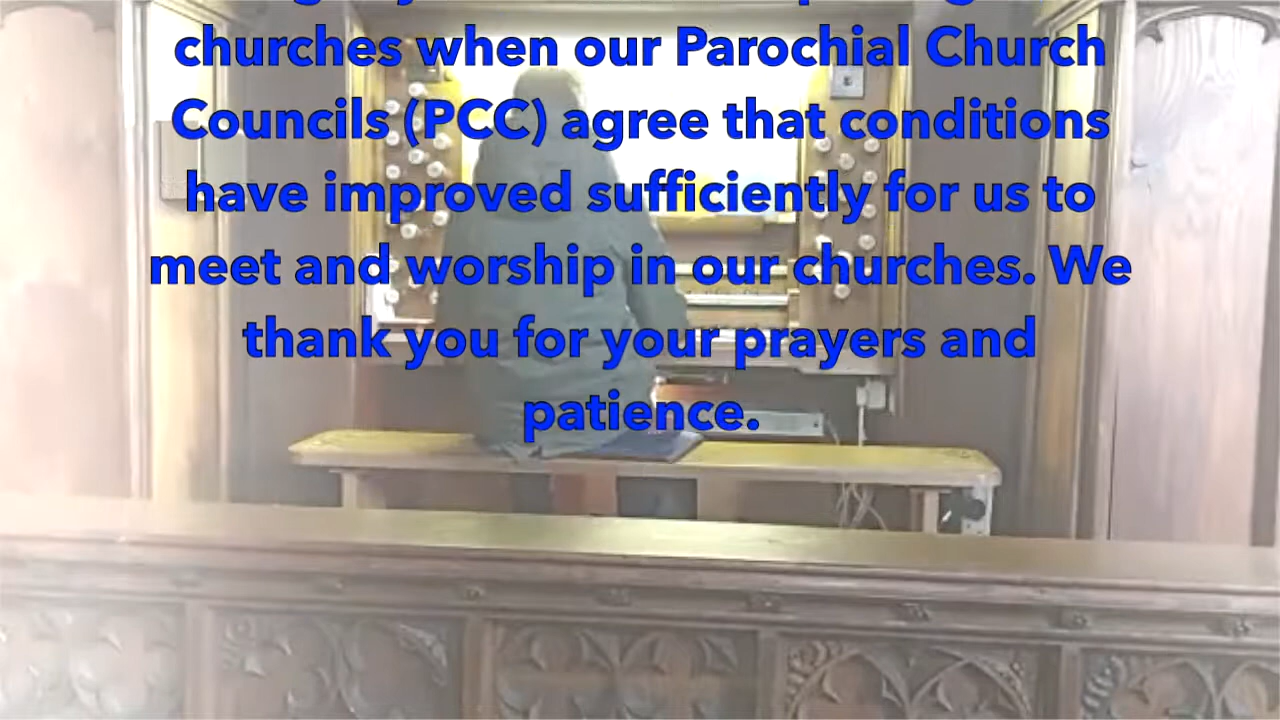 churches when our Parochial Church
Councils (PCC) agree that conditions
have improved sufficiently for us to
meet and worship in our churches. We
thank you for your prayers and
patience.